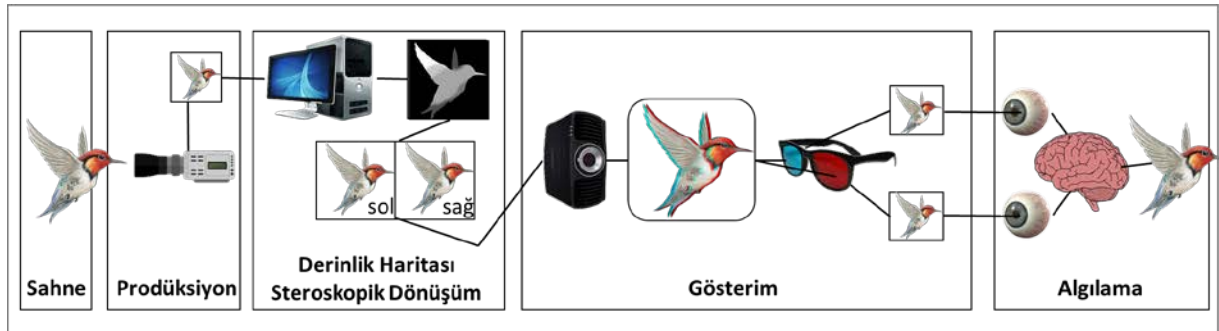 sol
sağ
Sahne
Prodüksiyon
Derinlik Haritası
Steroskopik Dönüşüm
Gösterim
Algılama